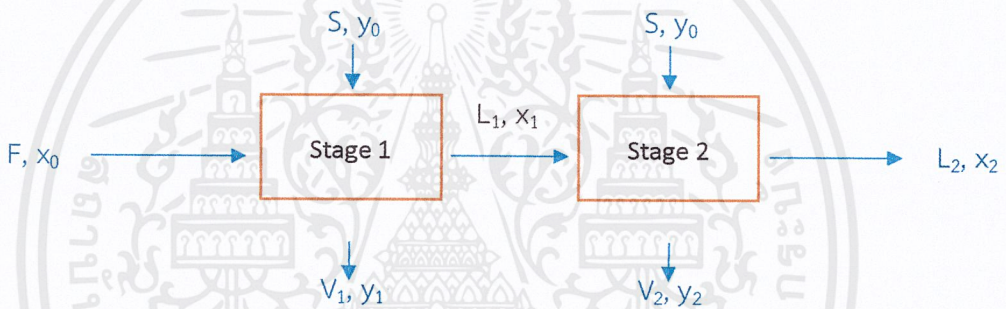 S, y₀ S, y₀
L₁, x₁
F, x₀ Stage 1 Stage 2 L₂, x₂
V₁, y₁ V₂, y₂